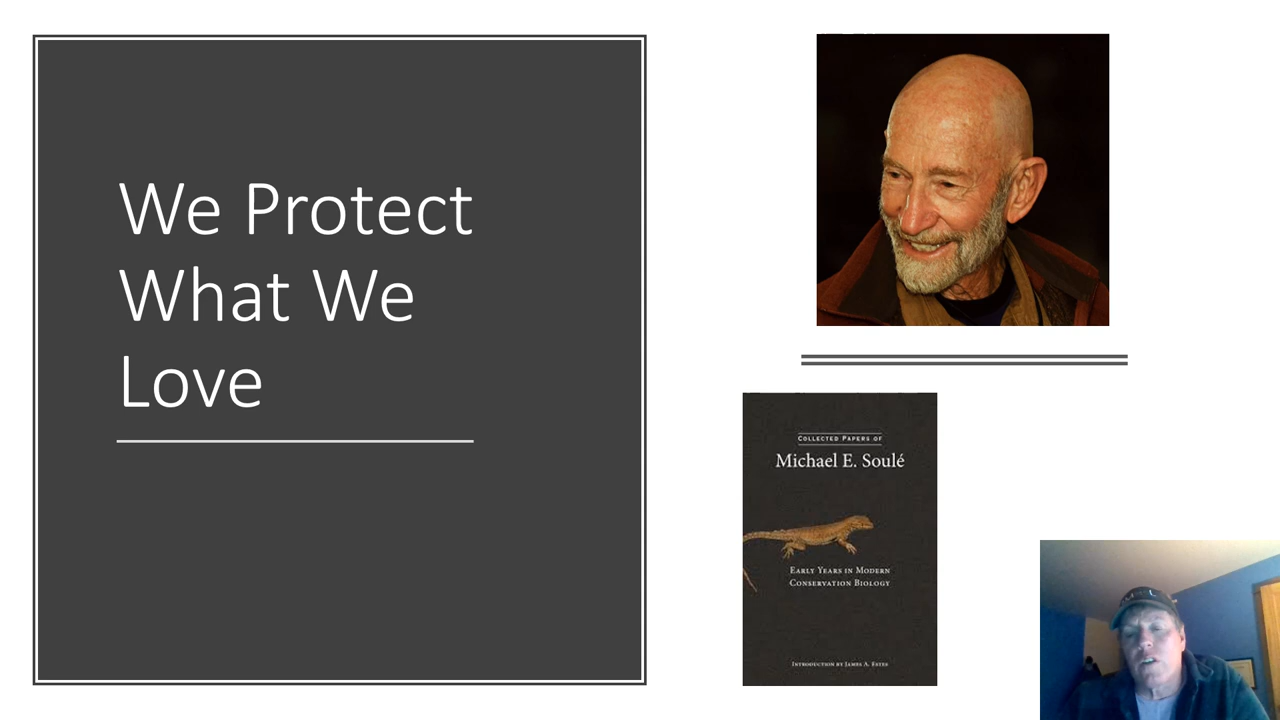 We Protect
What We
Love
COLLECTED PAPERS OF
Michael E. Soulé
EARLY YEARS IN MODERN
CONSERVATION BIOLOGY
INTRODUCTION BY JAMES A. ESTES